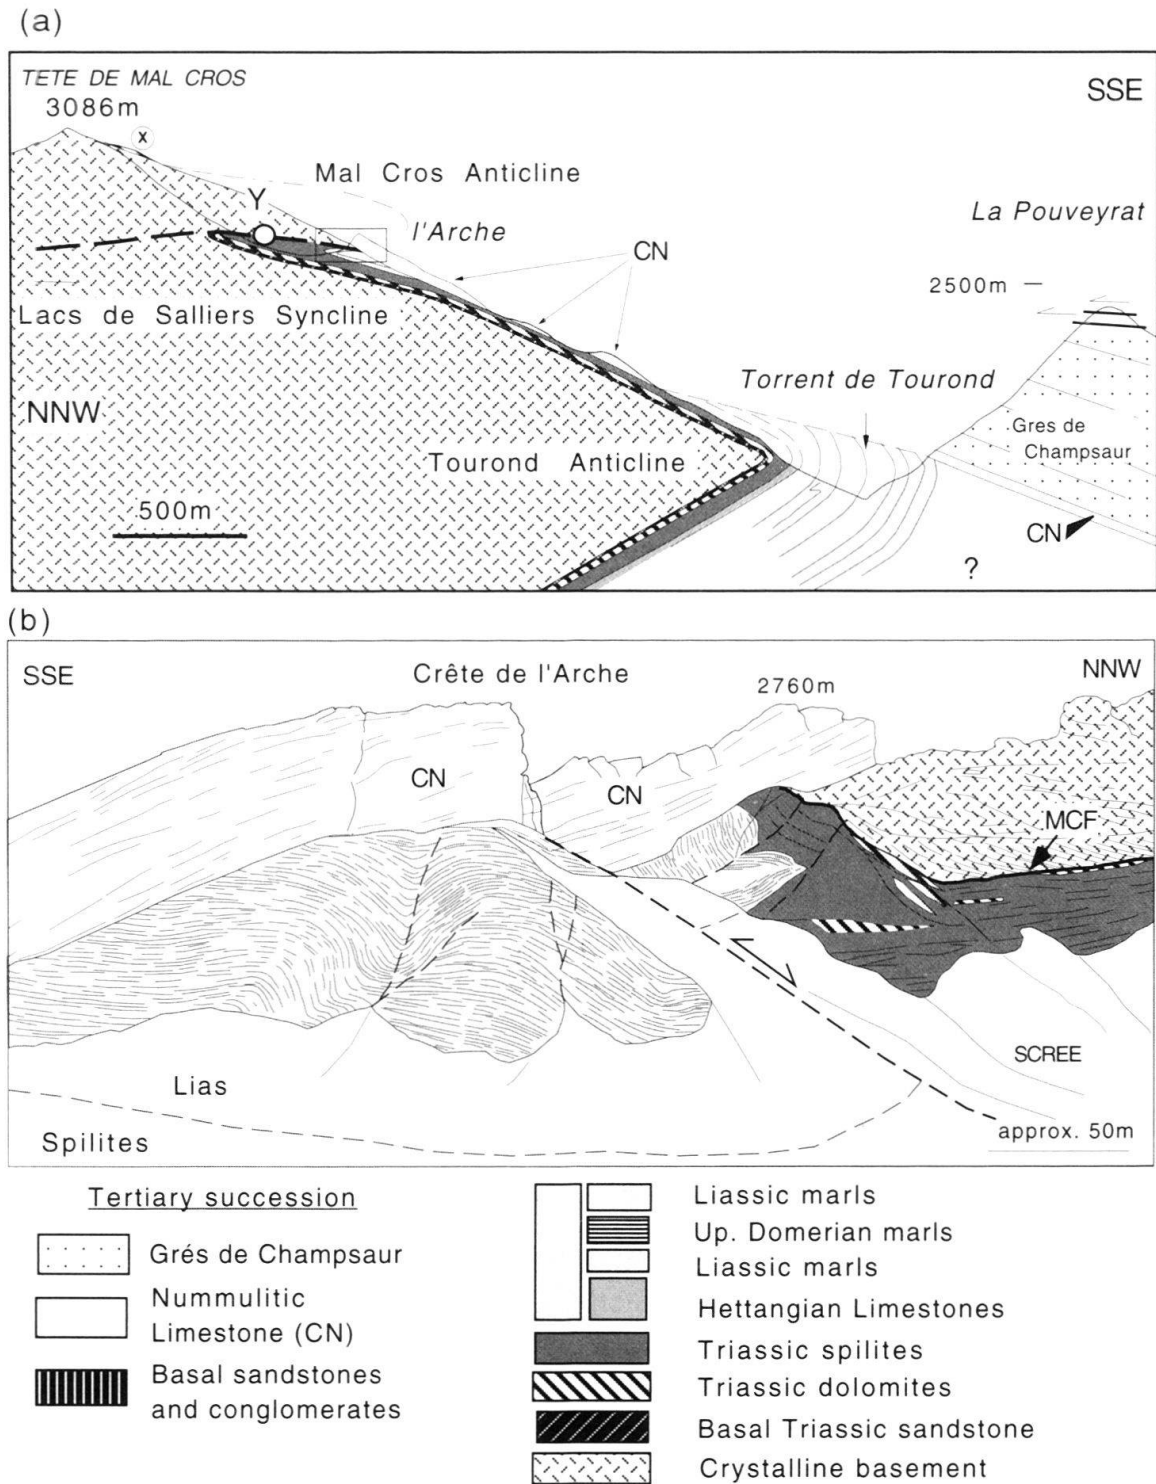 (a)
TETE DE MAL CROS
3086m
SSE
X
Mal Cros Anticline
Y
La Pouveyrat
l'Arche
CN
2500m
Lacs de Salliers Syncline
Torrent de Tourond
NNW
Gres de
Champsaur
Tourond Anticline
500m
CN
?
(b)
SSE
Crête de l'Arche
2760m
NNW
CN
CN
MCF
SCREE
Lias
Spilites
approx. 50m
Tertiary succession
Grés de Champsaur
Nummulitic
Limestone (CN)
Basal sandstones
and conglomerates
Liassic marls
Up. Domerian marls
Liassic marls
Hettangian Limestones
Triassic spilites
Triassic dolomites
Basal Triassic sandstone
Crystalline basement